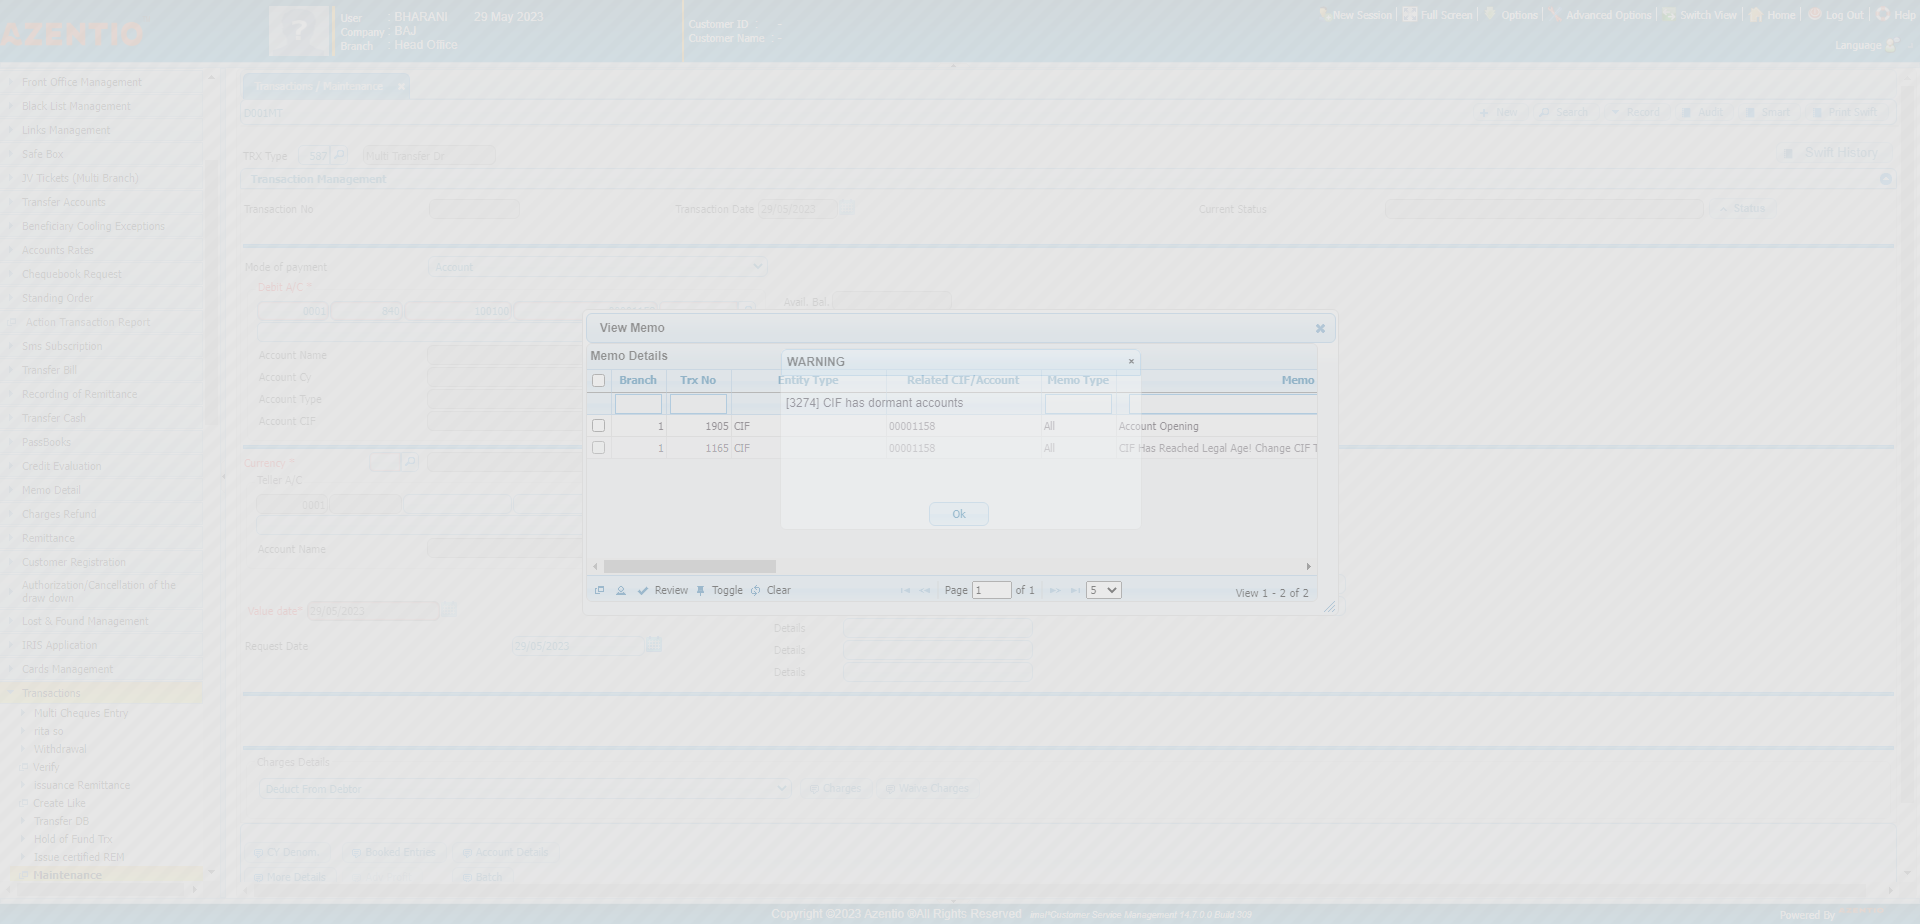 AZENTIO
User BHARANI 29 May 2023
Company BAJ
Branch Head Office
Customer ID -
Customer Name -
New Session Full Screen Options Advanced Options Switch View Home Log Out Help
Language
Front Office Management
Black List Management
Links Management
Safe Box
JV Tickets (Multi Branch)
Transfer Accounts
Beneficiary Cooling Exceptions
Accounts Rates
Chequebook Request
Standing Order
Action Transaction Report
Sms Subscription
Transfer Bill
Recording of Remittance
Transfer Cash
PassBooks
Credit Evaluation
Memo Detail
Charges Refund
Remittance
Customer Registration
Authorization/Cancellation of the
draw down
Lost & Found Management
IRIS Application
Cards Management
Transactions
Multi Cheques Entry
rita so
Withdrawal
Verify
issuance Remittance
Create Like
Transfer DB
Hold of Fund Trx
Issue certified REM
Maintenance
Transactions / Maintenance
D001MT
New Search Record Audit Smart Print Swift
TRX Type 587 Multi Transfer Dr
Swift History
Transaction Management
Transaction No Transaction Date 29/05/2023 Current Status Status
Mode of payment Account
Debit A/C *
0001 840 100100
Avail. Bal.
Account Name
Account Cy
Account Type
Account CIF
Currency *
Teller A/C
0001
Account Name
Value date* 29/05/2023
Request Date 29/05/2023
Details
Details
Details
View Memo
Memo Details
Branch Trx No Entity Type Related CIF/Account Memo Type Memo
1 1905 CIF 00001158 All Account Opening
1 1165 CIF 00001158 All CIF Has Reached Legal Age! Change CIF T
WARNING
[3274] CIF has dormant accounts
Ok
Review Toggle Clear Page 1 of 1 5 View 1 - 2 of 2
Charges Details
Deduct From Debtor Charges Waive Charges
CY Denom. Booked Entries Account Details
More Details Batch
Copyright ©2023 Azentio ®All Rights Reserved imal*Customer Service Management 14.7.0.0 Build 009
Powered By